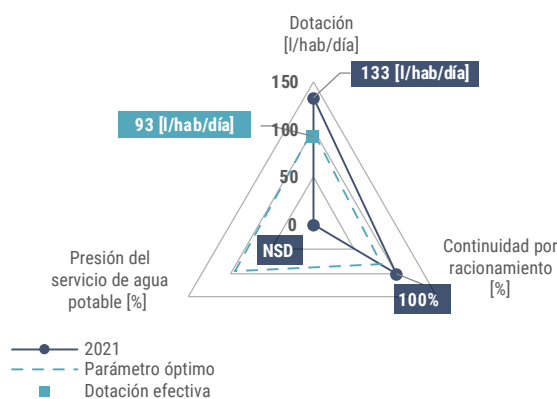 Dotación
[l/hab/día]
150
133 [l/hab/día]
93 [l/hab/día]
100
50
0
NSD
Presión del
servicio de agua
potable [%]
Continuidad por
racionamiento
[%]
100%
2021
Parámetro óptimo
Dotación efectiva